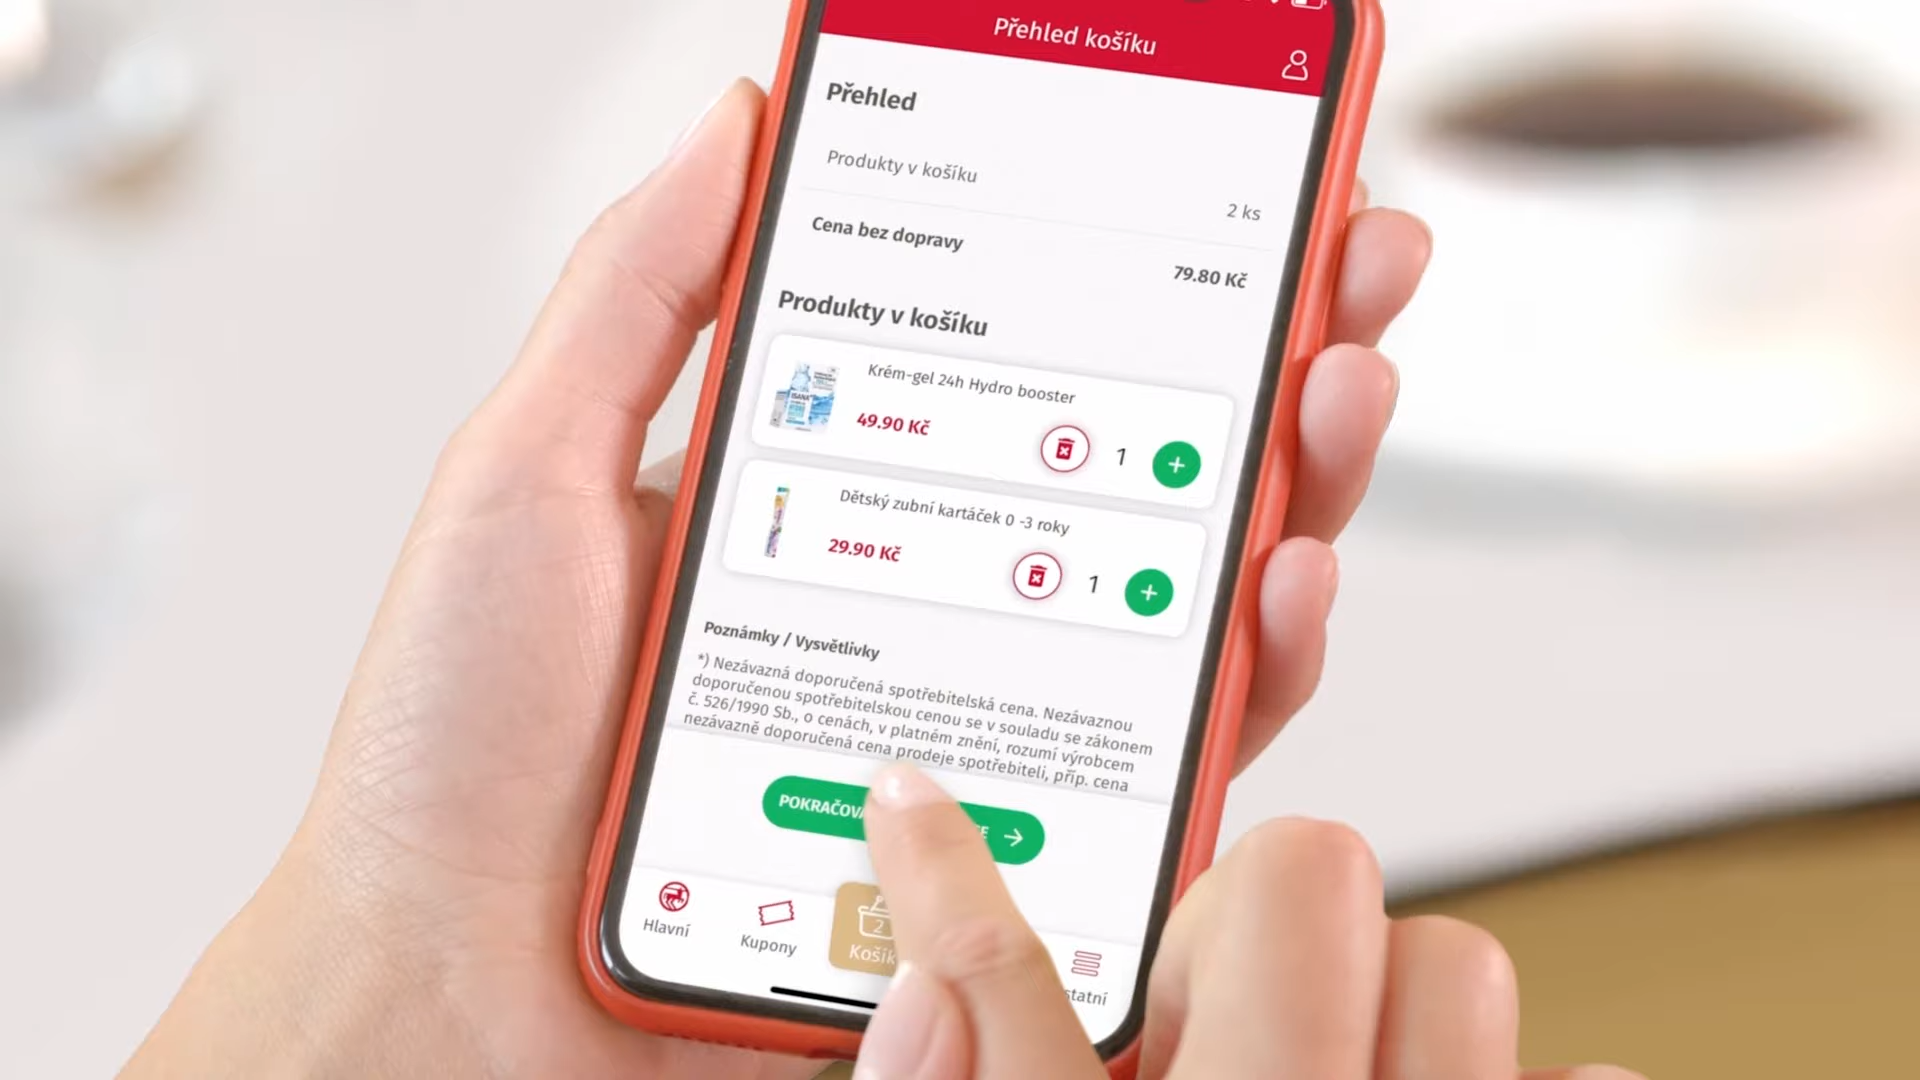 Přehled košíku
Přehled
Produkty v košíku
2 ks
Cena bez dopravy
79.80 Kč
Produkty v košíku
Krém-gel 24h Hydro booster
49.90 Kč
1
Dětský zubní kartáček 0 -3 roky
29.90 Kč
1
Poznámky / Vysvětlivky
*) Nezávazná doporučená spotřebitelská cena. Nezávaznou
doporučenou spotřebitelskou cenou se v souladu se zákonem
č. 526/1990 Sb., o cenách, v platném znění, rozumí výrobcem
nezávazně doporučená cena prodeje spotřebiteli, příp. cena
Hlavní
Kupony
2
Košík